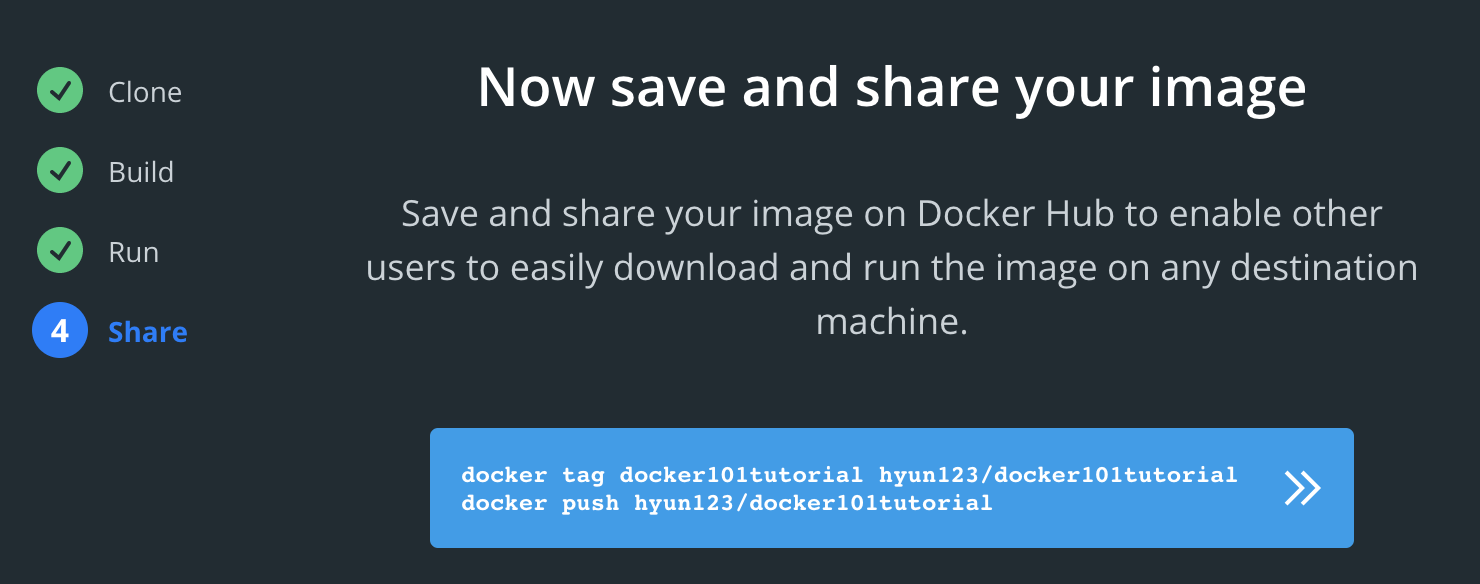 Clone
Build
Run
4 Share
Now save and share your image
Save and share your image on Docker Hub to enable other
users to easily download and run the image on any destination
machine.
docker tag docker101tutorial hyun123/docker101tutorial
docker push hyun123/docker101tutorial